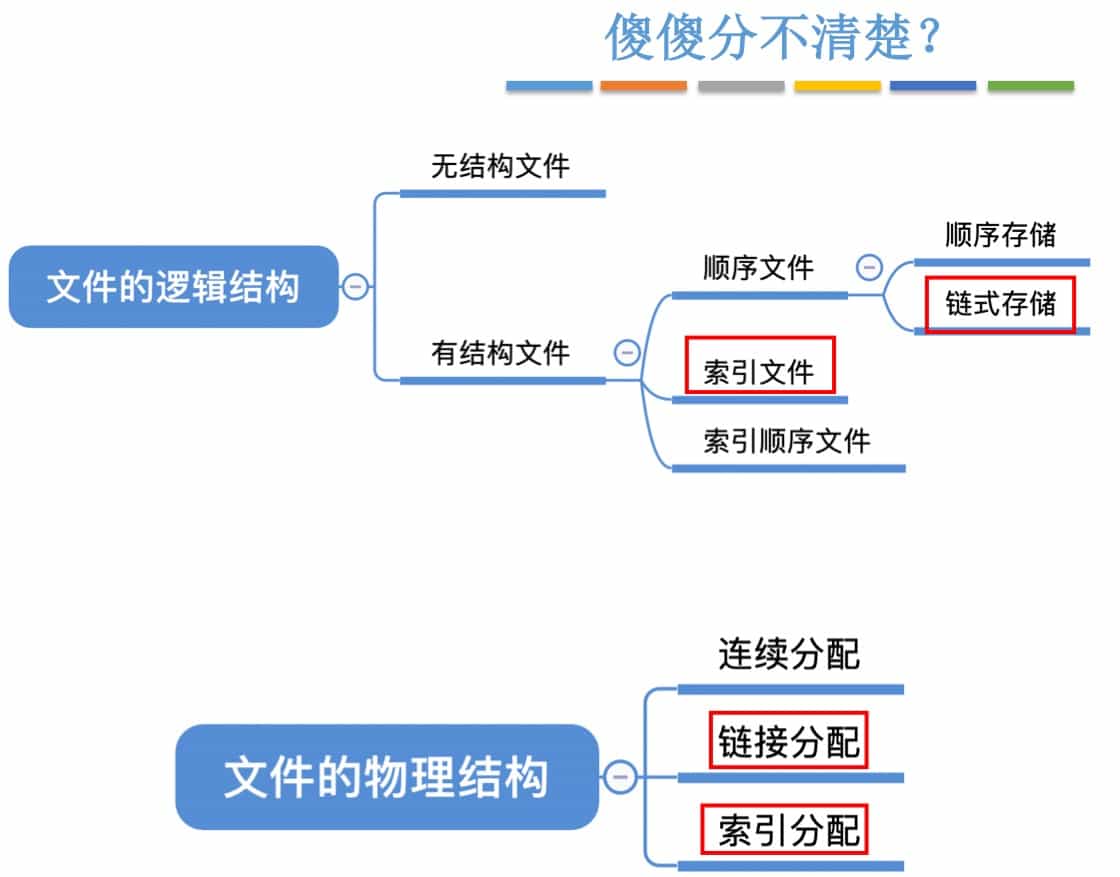 傻傻分不清楚？
无结构文件
文件的逻辑结构
有结构文件
顺序文件
顺序存储
链式存储
索引文件
索引顺序文件
文件的物理结构
连续分配
链接分配
索引分配